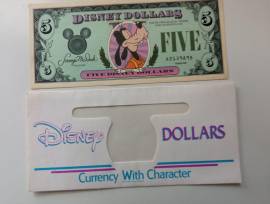 DISNEY DOLLARS
5 5
FIVE
FIVE DISNEY DOLLARS
Disney DOLLARS
Currency With Character